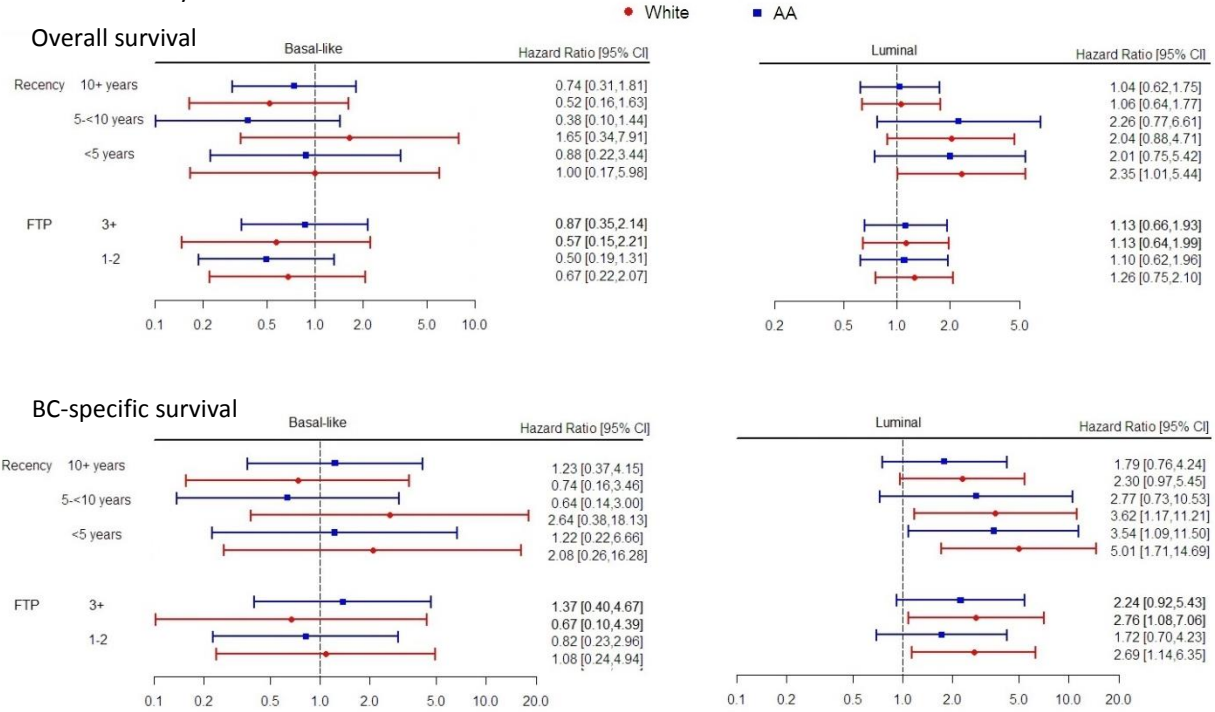 White AA
Overall survival
Basal-like Hazard Ratio [95% CI]
Recency 10+ years 0.74 [0.31,1.81]
0.52 [0.16,1.63]
5-<10 years 0.38 [0.10,1.44]
1.65 [0.34,7.91]
<5 years 0.88 [0.22,3.44]
1.00 [0.17,5.98]
FTP 3+ 0.87 [0.35,2.14]
0.57 [0.15,2.21]
1-2 0.50 [0.19,1.31]
0.67 [0.22,2.07]
0.1 0.2 0.5 1.0 2.0 5.0 10.0
Luminal Hazard Ratio [95% CI]
1.04 [0.62,1.75]
1.06 [0.64,1.77]
2.26 [0.77,6.61]
2.04 [0.88,4.71]
2.01 [0.75,5.42]
2.35 [1.01,5.44]
1.13 [0.66,1.93]
1.13 [0.64,1.99]
1.10 [0.62,1.96]
1.26 [0.75,2.10]
0.2 0.5 1.0 2.0 5.0
BC-specific survival
Basal-like Hazard Ratio [95% CI]
Recency 10+ years 1.23 [0.37,4.15]
0.74 [0.16,3.46]
5-<10 years 0.64 [0.14,3.00]
2.64 [0.38,18.13]
<5 years 1.22 [0.22,6.66]
2.08 [0.26,16.28]
FTP 3+ 1.37 [0.40,4.67]
0.67 [0.10,4.39]
1-2 0.82 [0.23,2.96]
1.08 [0.24,4.94]
0.1 0.2 0.5 1.0 2.0 5.0 10.0 20.0
Luminal Hazard Ratio [95% CI]
1.79 [0.76,4.24]
2.30 [0.97,5.45]
2.77 [0.73,10.53]
3.62 [1.17,11.21]
3.54 [1.09,11.50]
5.01 [1.71,14.69]
2.24 [0.92,5.43]
2.76 [1.08,7.06]
1.72 [0.70,4.23]
2.69 [1.14,6.35]
0.1 0.2 0.5 1.0 2.0 5.0 10.0 20.0